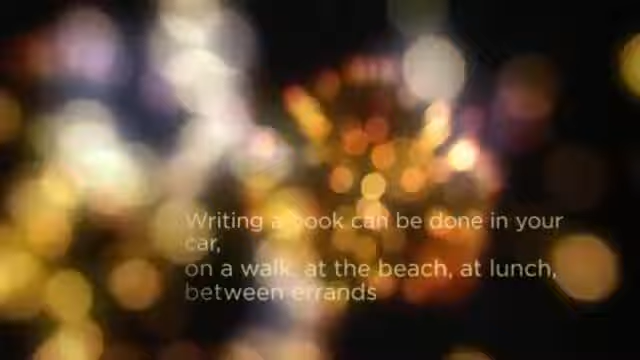 Writing a book can be done in your
car,
on a walk, at the beach, at lunch,
between errands